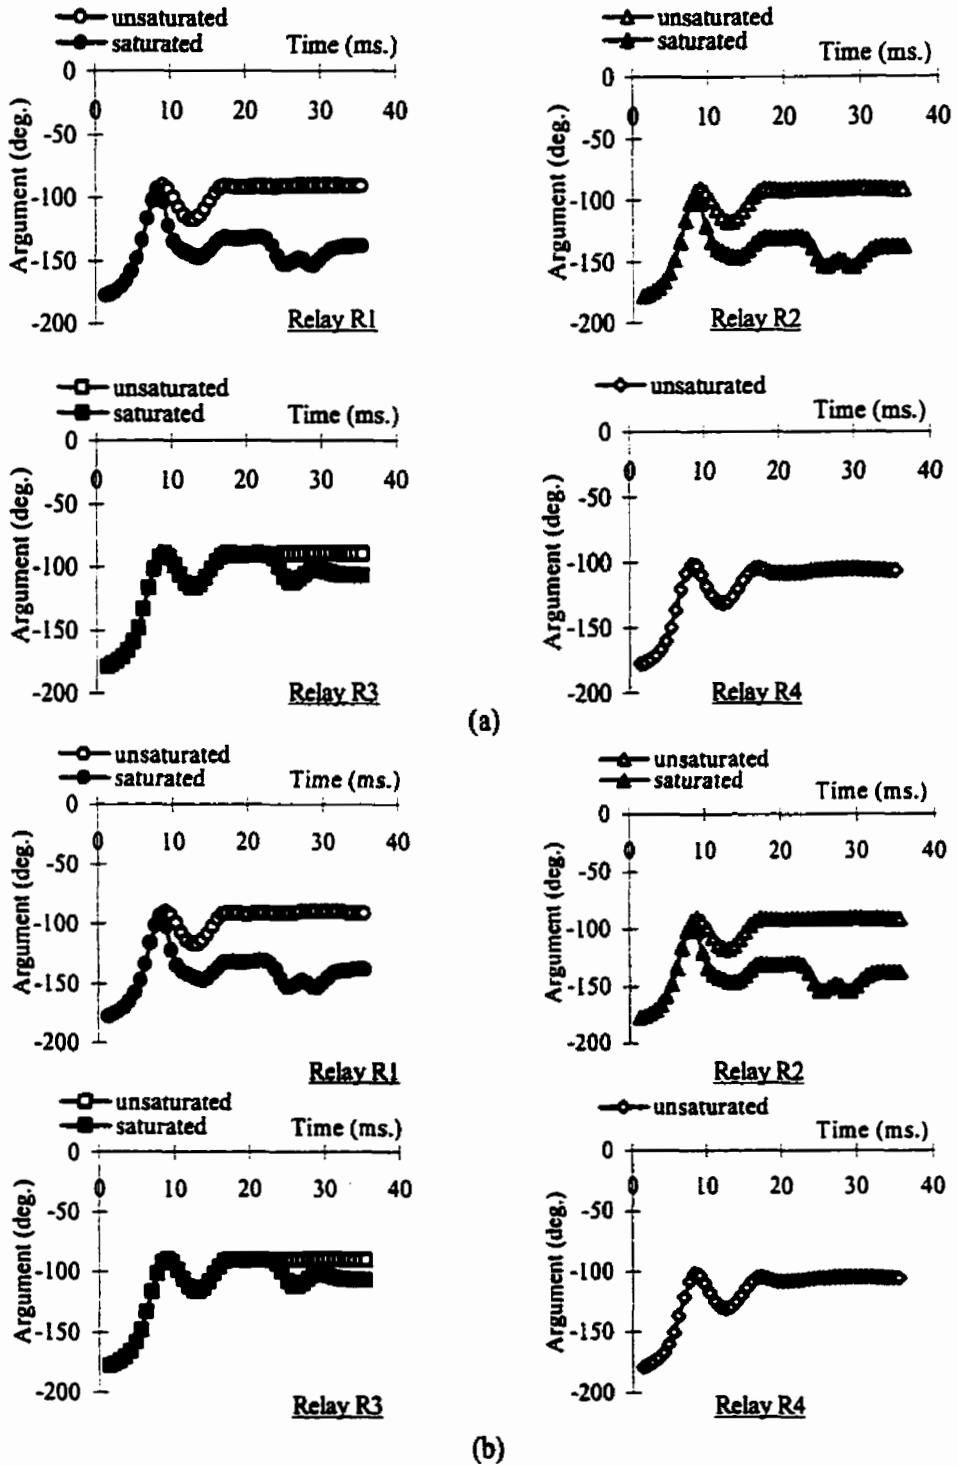 unsaturated
saturated
Time (ms.)
0
0 10 20 30 40
-50
-100
-150
-200
Argument (deg.)
Relay R1
unsaturated
saturated
Time (ms.)
0
0 10 20 30 40
-50
-100
-150
-200
Argument (deg.)
Relay R2
unsaturated
saturated
Time (ms.)
0
0 10 20 30 40
-50
-100
-150
-200
Argument (deg.)
Relay R3
unsaturated
Time (ms.)
0
0 10 20 30 40
-50
-100
-150
-200
Argument (deg.)
Relay R4
(a)
unsaturated
saturated
Time (ms.)
0
0 10 20 30 40
-50
-100
-150
-200
Argument (deg.)
Relay R1
unsaturated
saturated
Time (ms.)
0
0 10 20 30 40
-50
-100
-150
-200
Argument (deg.)
Relay R2
unsaturated
saturated
Time (ms.)
0
0 10 20 30 40
-50
-100
-150
-200
Argument (deg.)
Relay R3
unsaturated
Time (ms.)
0
0 10 20 30 40
-50
-100
-150
-200
Argument (deg.)
Relay R4
(b)